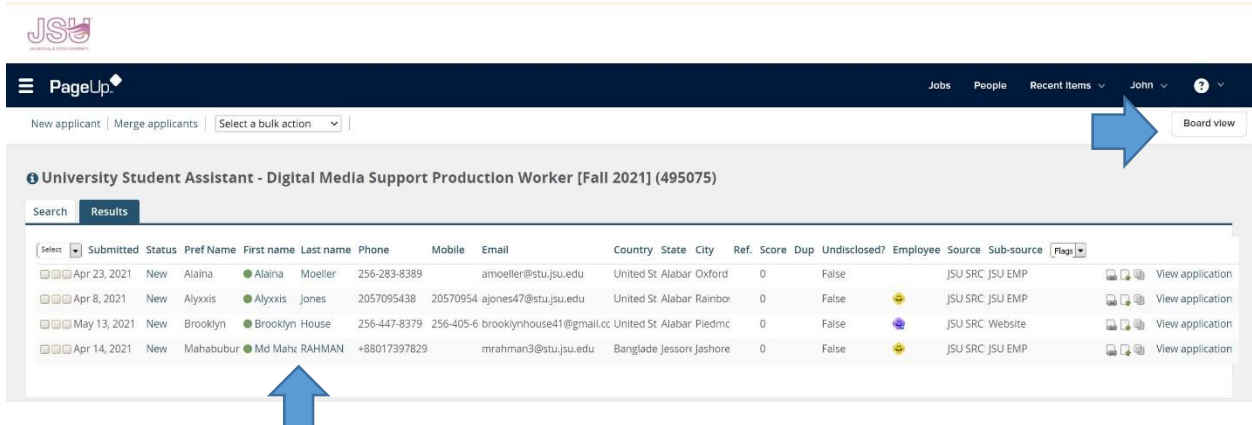 JSU
JACKSONVILLE STATE UNIVERSITY
PageUp
Jobs People Recent Items John ?
New applicant Merge applicants Select a bulk action Board view
University Student Assistant - Digital Media Support Production Worker [Fall 2021] (495075)
Search Results
Select Submitted Status Pref Name First name Last name Phone Mobile Email Country State City Ref. Score Dup Undisclosed? Employee Source Sub-source Flags
Apr 23, 2021 New Alaina Alaina Moeller 256-283-8389 amoeller@stu.jsu.edu United St Alabar Oxford 0 False JSU SRC JSU EMP View application
Apr 8, 2021 New Alyxxis Alyxxis Jones 2057095438 20570954 ajones47@stu.jsu.edu United St Alabar Rainbo 0 False JSU SRC JSU EMP View application
May 13, 2021 New Brooklyn Brooklyn House 256-447-8379 256-405-6 brooklynhouse41@gmail.cc United St Alabar Piedmc 0 False JSU SRC Website View application
Apr 14, 2021 New Mahabubur Md Maha RAHMAN +88017397829 mrahman3@stu.jsu.edu Banglade Jessore Jashore 0 False JSU SRC JSU EMP View application